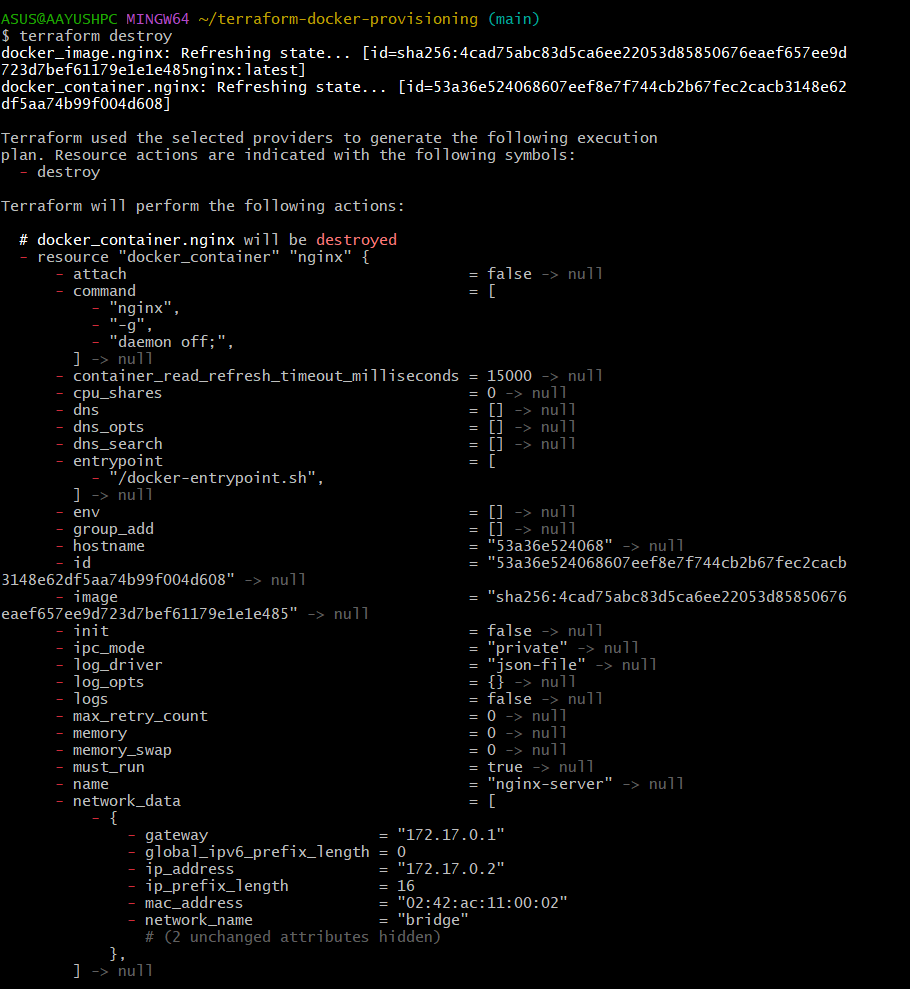 ASUS@AAYUSHPC MINGW64 ~/terraform-docker-provisioning (main)
$ terraform destroy
docker_image.nginx: Refreshing state... [id=sha256:4cad75abc83d5ca6ee22053d85850676eaef657ee9d
723d7bef61179e1e1e485nginx:latest]
docker_container.nginx: Refreshing state... [id=53a36e524068607eef8e7f744cb2b67fec2cacb3148e62
df5aa74b99f004d608]

Terraform used the selected providers to generate the following execution
plan. Resource actions are indicated with the following symbols:
  - destroy

Terraform will perform the following actions:

  # docker_container.nginx will be destroyed
  - resource "docker_container" "nginx" {
      - attach                                      = false -> null
      - command                                     = [
          - "nginx",
          - "-g",
          - "daemon off;",
        ] -> null
      - container_read_refresh_timeout_milliseconds = 15000 -> null
      - cpu_shares                                  = 0 -> null
      - dns                                         = [] -> null
      - dns_opts                                    = [] -> null
      - dns_search                                  = [] -> null
      - entrypoint                                  = [
          - "/docker-entrypoint.sh",
        ] -> null
      - env                                         = [] -> null
      - group_add                                   = [] -> null
      - hostname                                    = "53a36e524068" -> null
      - id                                          = "53a36e524068607eef8e7f744cb2b67fec2cacb
3148e62df5aa74b99f004d608" -> null
      - image                                       = "sha256:4cad75abc83d5ca6ee22053d85850676
eaef657ee9d723d7bef61179e1e1e485" -> null
      - init                                        = false -> null
      - ipc_mode                                    = "private" -> null
      - log_driver                                  = "json-file" -> null
      - log_opts                                    = {} -> null
      - logs                                        = false -> null
      - max_retry_count                             = 0 -> null
      - memory                                      = 0 -> null
      - memory_swap                                 = 0 -> null
      - must_run                                    = true -> null
      - name                                        = "nginx-server" -> null
      - network_data                                = [
          - {
              - gateway                   = "172.17.0.1"
              - global_ipv6_prefix_length = 0
              - ip_address                = "172.17.0.2"
              - ip_prefix_length          = 16
              - mac_address               = "02:42:ac:11:00:02"
              - network_name              = "bridge"
                # (2 unchanged attributes hidden)
            },
        ] -> null